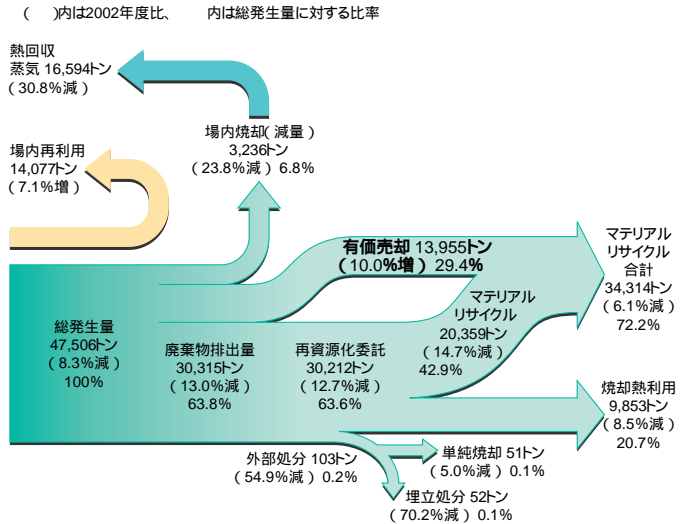 (　　)内は2002年度比、　　内は総発生量に対する比率
熱回収
蒸気 16,594トン
(30.8%減)
場内再利用
14,077トン
(7.1%増)
場内焼却(減量)
3,236トン
(23.8%減) 6.8%
有価売却 13,955トン
(10.0%増) 29.4%
マテリアル
リサイクル
合計
34,314トン
(6.1%減)
72.2%
マテリアル
リサイクル
20,359トン
(14.7%減)
42.9%
総発生量
47,506トン
(8.3%減)
100%
廃棄物排出量
30,315トン
(13.0%減)
63.8%
再資源化委託
30,212トン
(12.7%減)
63.6%
焼却熱利用
9,853トン
(8.5%減)
20.7%
外部処分 103トン
(54.9%減) 0.2%
単純焼却 51トン
(5.0%減) 0.1%
埋立処分 52トン
(70.2%減) 0.1%